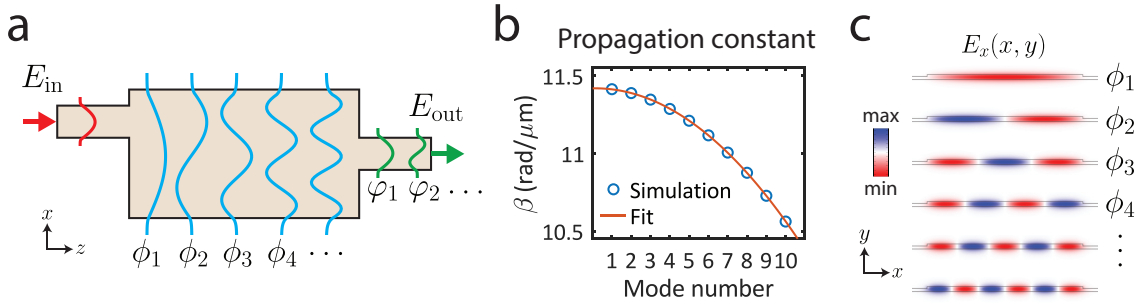 a
E_in
E_out
φ₁ φ₂ ...
x
z
ϕ₁ ϕ₂ ϕ₃ ϕ₄ ...
b
Propagation constant
11.5
11
10.5
β (rad/μm)
Simulation
Fit
1 2 3 4 5 6 7 8 9 10
Mode number
c
E_x(x, y)
max
min
ϕ₁
ϕ₂
ϕ₃
ϕ₄
⋮
y
x